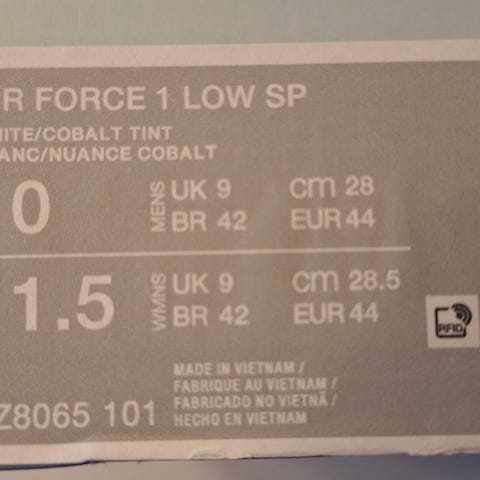 R FORCE 1 LOW SP
ITE/COBALT TINT
ANC/NUANCE COBALT
0 MENS UK 9 cm 28
BR 42 EUR 44
1.5 WMNS UK 9 cm 28.5
BR 42 EUR 44
RFID
MADE IN VIETNAM /
FABRIQUE AU VIETNAM /
FABRICADO NO VIETNÃ /
HECHO EN VIETNAM
Z8065 101